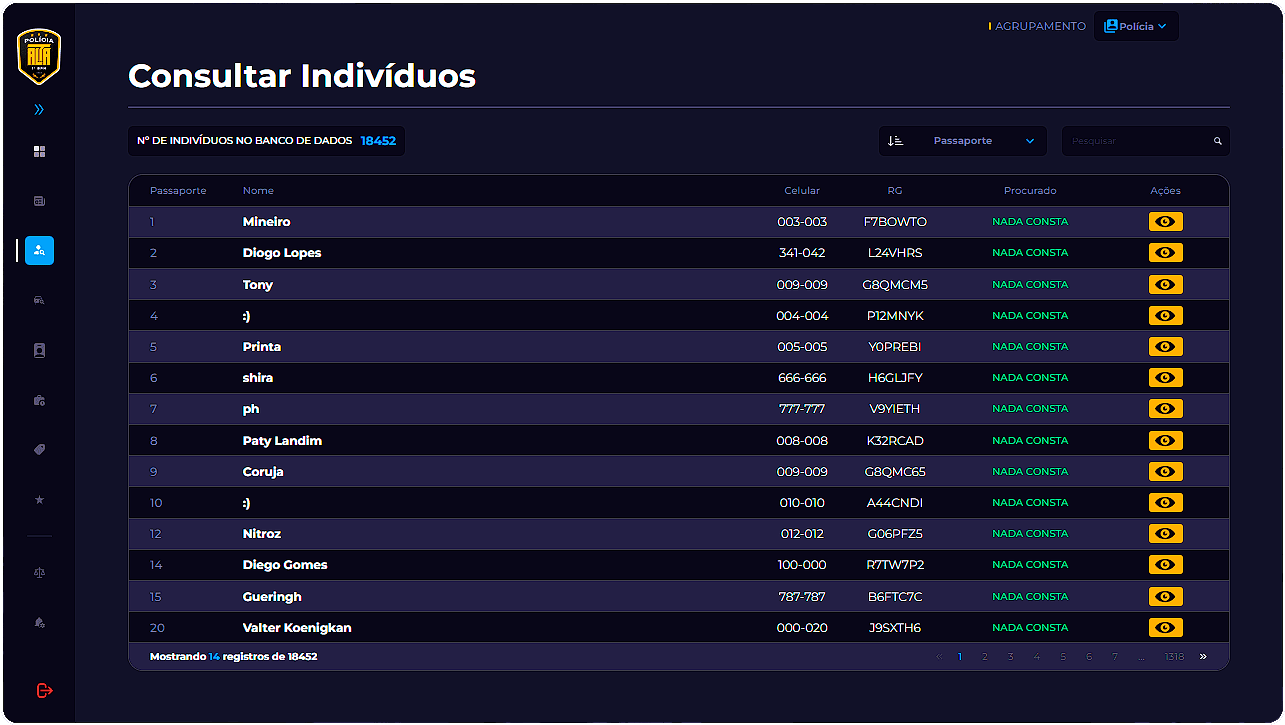 POLÍCIA
ALTA
AGRUPAMENTO Polícia
Consultar Indivíduos
Nº DE INDIVÍDUOS NO BANCO DE DADOS 18452
Passaporte Pesquisar
Passaporte Nome Celular RG Procurado Ações
1 Mineiro 003-003 F7BOWTO NADA CONSTA
2 Diogo Lopes 341-042 L24VHRS NADA CONSTA
3 Tony 009-009 G8QMCM5 NADA CONSTA
4 :) 004-004 P12MNYK NADA CONSTA
5 Printa 005-005 Y0PREBI NADA CONSTA
6 shira 666-666 H6GLJFY NADA CONSTA
7 ph 777-777 V9YIETH NADA CONSTA
8 Paty Landim 008-008 K32RCAD NADA CONSTA
9 Coruja 009-009 G8QMC65 NADA CONSTA
10 :) 010-010 A44CNDI NADA CONSTA
12 Nitroz 012-012 G06PFZ5 NADA CONSTA
14 Diego Gomes 100-000 R7TW7P2 NADA CONSTA
15 Gueringh 787-787 B6FTC7C NADA CONSTA
20 Valter Koenigkan 000-020 J9SXTH6 NADA CONSTA
Mostrando 14 registros de 18452 « 1 2 3 4 5 6 7 ... 1318 »